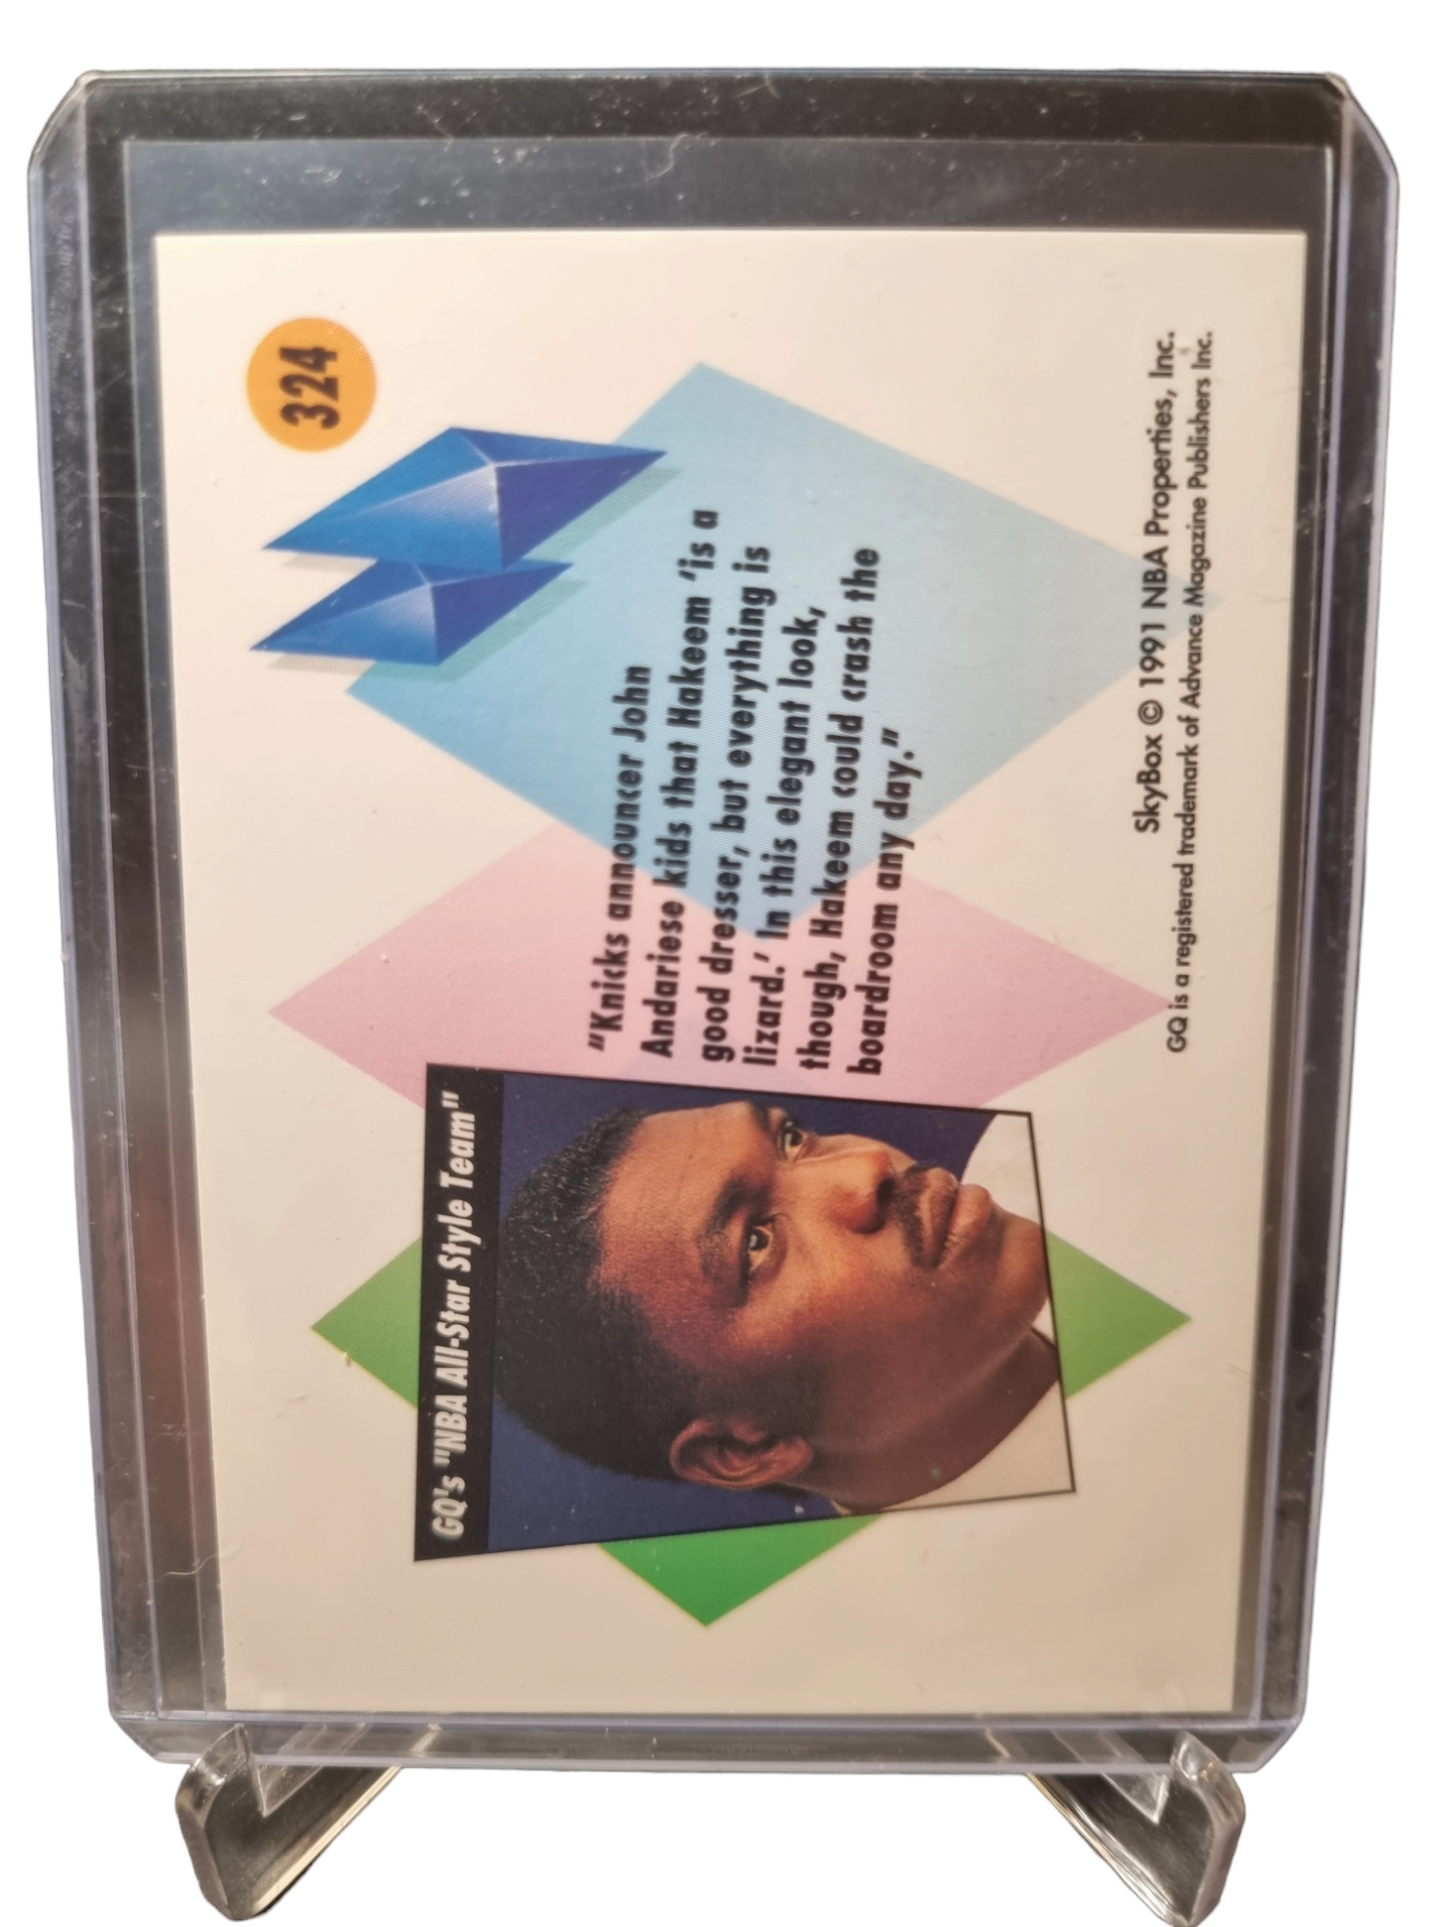 324
GQ's "NBA All-Star Style Team"
"Knicks announcer John
Andariese kids that Hakeem 'is a
good dresser, but everything is
lizard.' In this elegant look,
though, Hakeem could crash the
boardroom any day."
SkyBox © 1991 NBA Properties, Inc.
GQ is a registered trademark of Advance Magazine Publishers Inc.